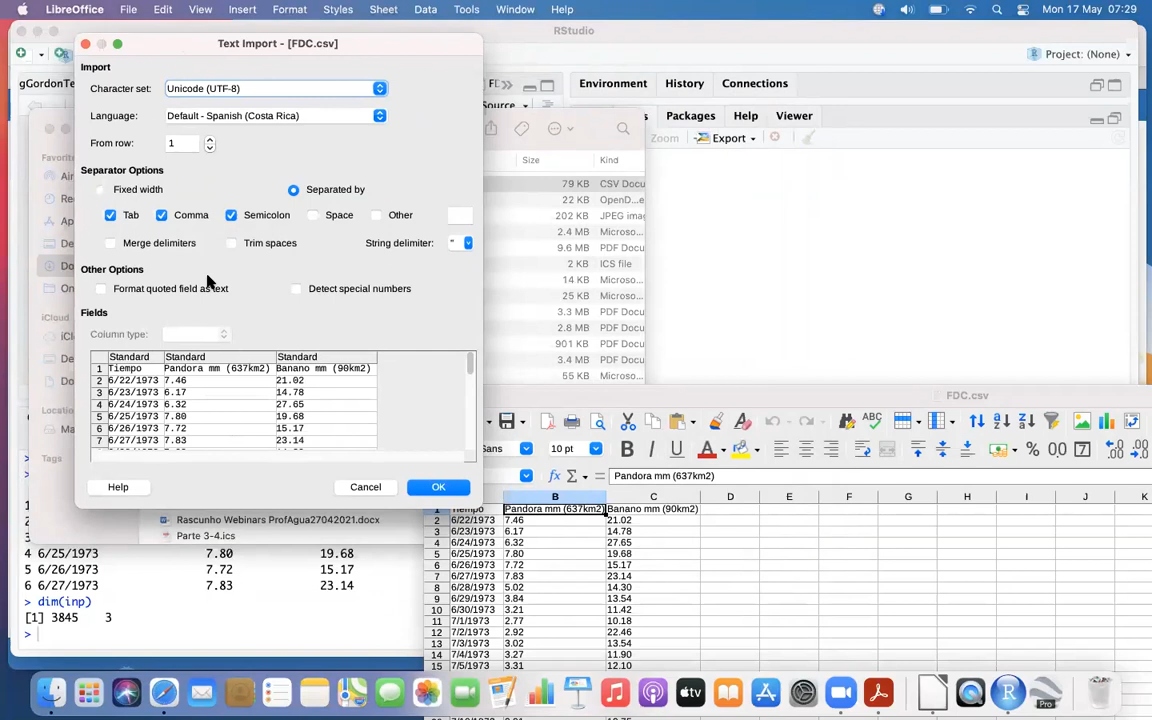 LibreOffice File Edit View Insert Format Styles Sheet Data Tools Window Help Mon 17 May 07:29
RStudio
Text Import - [FDC.csv]
Project: (None)
Import
Character set: Unicode (UTF-8)
Language: Default - Spanish (Costa Rica)
From row: 1
Separator Options
Fixed width Separated by
Tab Comma Semicolon Space Other
Merge delimiters Trim spaces String delimiter: "
Other Options
Format quoted field as text Detect special numbers
Fields
Column type:
Standard Standard Standard
1 Tiempo Pandora mm (637km2) Banano mm (90km2)
2 6/22/1973 7.46 21.02
3 6/23/1973 6.17 14.78
4 6/24/1973 6.32 27.65
5 6/25/1973 7.80 19.68
6 6/26/1973 7.72 15.17
7 6/27/1973 7.83 23.14
Help Cancel OK
gGordonTe
Source
Environment History Connections
Packages Help Viewer
Zoom Export
Favorites
iCloud
Locatio
Tags
Size Kind
79 KB CSV Docu
22 KB OpenD...
202 KB JPEG imag
2.4 MB Microso...
9.6 MB PDF Docu
2 KB ICS file
14 KB Microso...
25 KB Microso...
3.3 MB PDF Docu
2.8 MB PDF Docu
901 KB PDF Docu
3.4 MB PDF Docu
55 KB Microso...
Rascunho Webinars ProfAgua27042021.docx
Parte 3-4.ics
4 6/25/1973 7.80 19.68
5 6/26/1973 7.72 15.17
6 6/27/1973 7.83 23.14
> dim(inp)
[1] 3845 3
>
FDC.csv
Sans 10 pt
Pandora mm (637km2)
B C D E F G H I J K
1 Tiempo Pandora mm (637km2) Banano mm (90km2)
2 6/22/1973 7.46 21.02
3 6/23/1973 6.17 14.78
4 6/24/1973 6.32 27.65
5 6/25/1973 7.80 19.68
6 6/26/1973 7.72 15.17
7 6/27/1973 7.83 23.14
8 6/28/1973 5.02 14.30
9 6/29/1973 3.84 13.54
10 6/30/1973 3.21 11.42
11 7/1/1973 2.77 10.18
12 7/2/1973 2.92 22.46
13 7/3/1973 3.02 13.54
14 7/4/1973 3.27 11.90
15 7/5/1973 3.31 12.10
tv
Pro